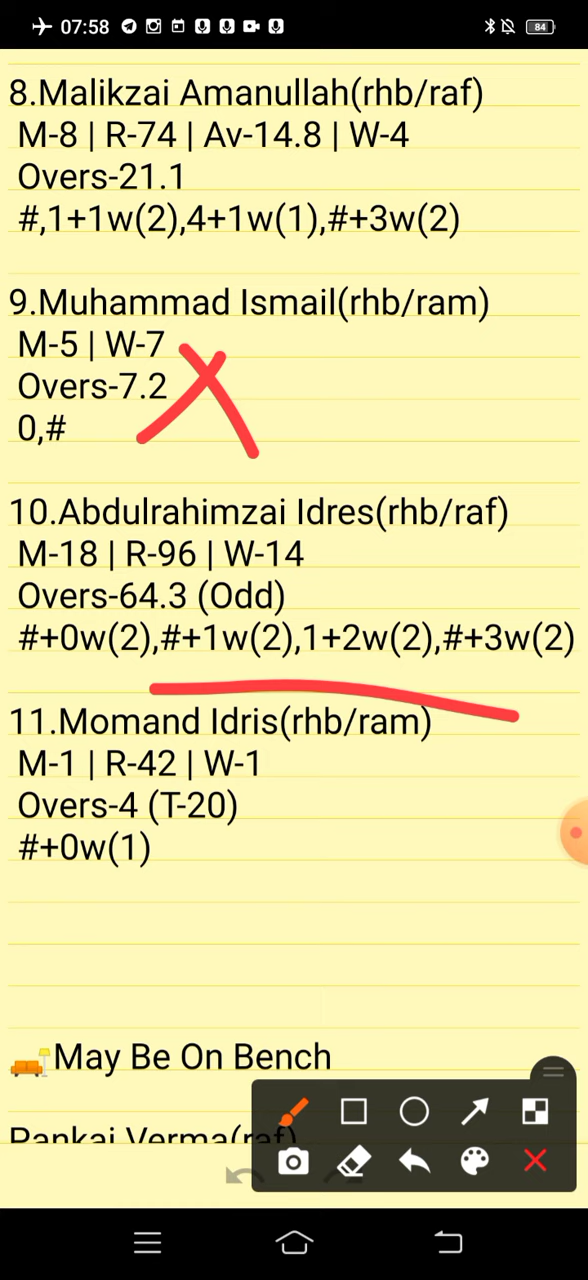 07:58
84
8.Malikzai Amanullah(rhb/raf)
M-8 | R-74 | Av-14.8 | W-4
Overs-21.1
#,1+1w(2),4+1w(1),#+3w(2)
9.Muhammad Ismail(rhb/ram)
M-5 | W-7
Overs-7.2
0,#
10.Abdulrahimzai Idres(rhb/raf)
M-18 | R-96 | W-14
Overs-64.3 (Odd)
#+0w(2),#+1w(2),1+2w(2),#+3w(2)
11.Momand Idris(rhb/ram)
M-1 | R-42 | W-1
Overs-4 (T-20)
#+0w(1)
May Be On Bench
Pankaj Verma(raf)